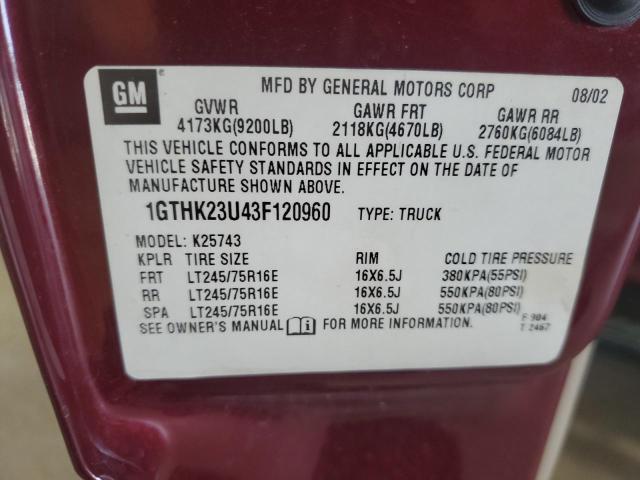 GM
MFD BY GENERAL MOTORS CORP 08/02
GVWR GAWR FRT GAWR RR
4173KG(9200LB) 2118KG(4670LB) 2760KG(6084LB)
THIS VEHICLE CONFORMS TO ALL APPLICABLE U.S. FEDERAL MOTOR
VEHICLE SAFETY STANDARDS IN EFFECT ON THE DATE OF
MANUFACTURE SHOWN ABOVE.
1GTHK23U43F120960 TYPE: TRUCK
MODEL: K25743
KPLR TIRE SIZE RIM COLD TIRE PRESSURE
FRT LT245/75R16E 16X6.5J 380KPA(55PSI)
RR LT245/75R16E 16X6.5J 550KPA(80PSI)
SPA LT245/75R16E 16X6.5J 550KPA(80PSI)
F 904
SEE OWNER'S MANUAL i FOR MORE INFORMATION. T 2467